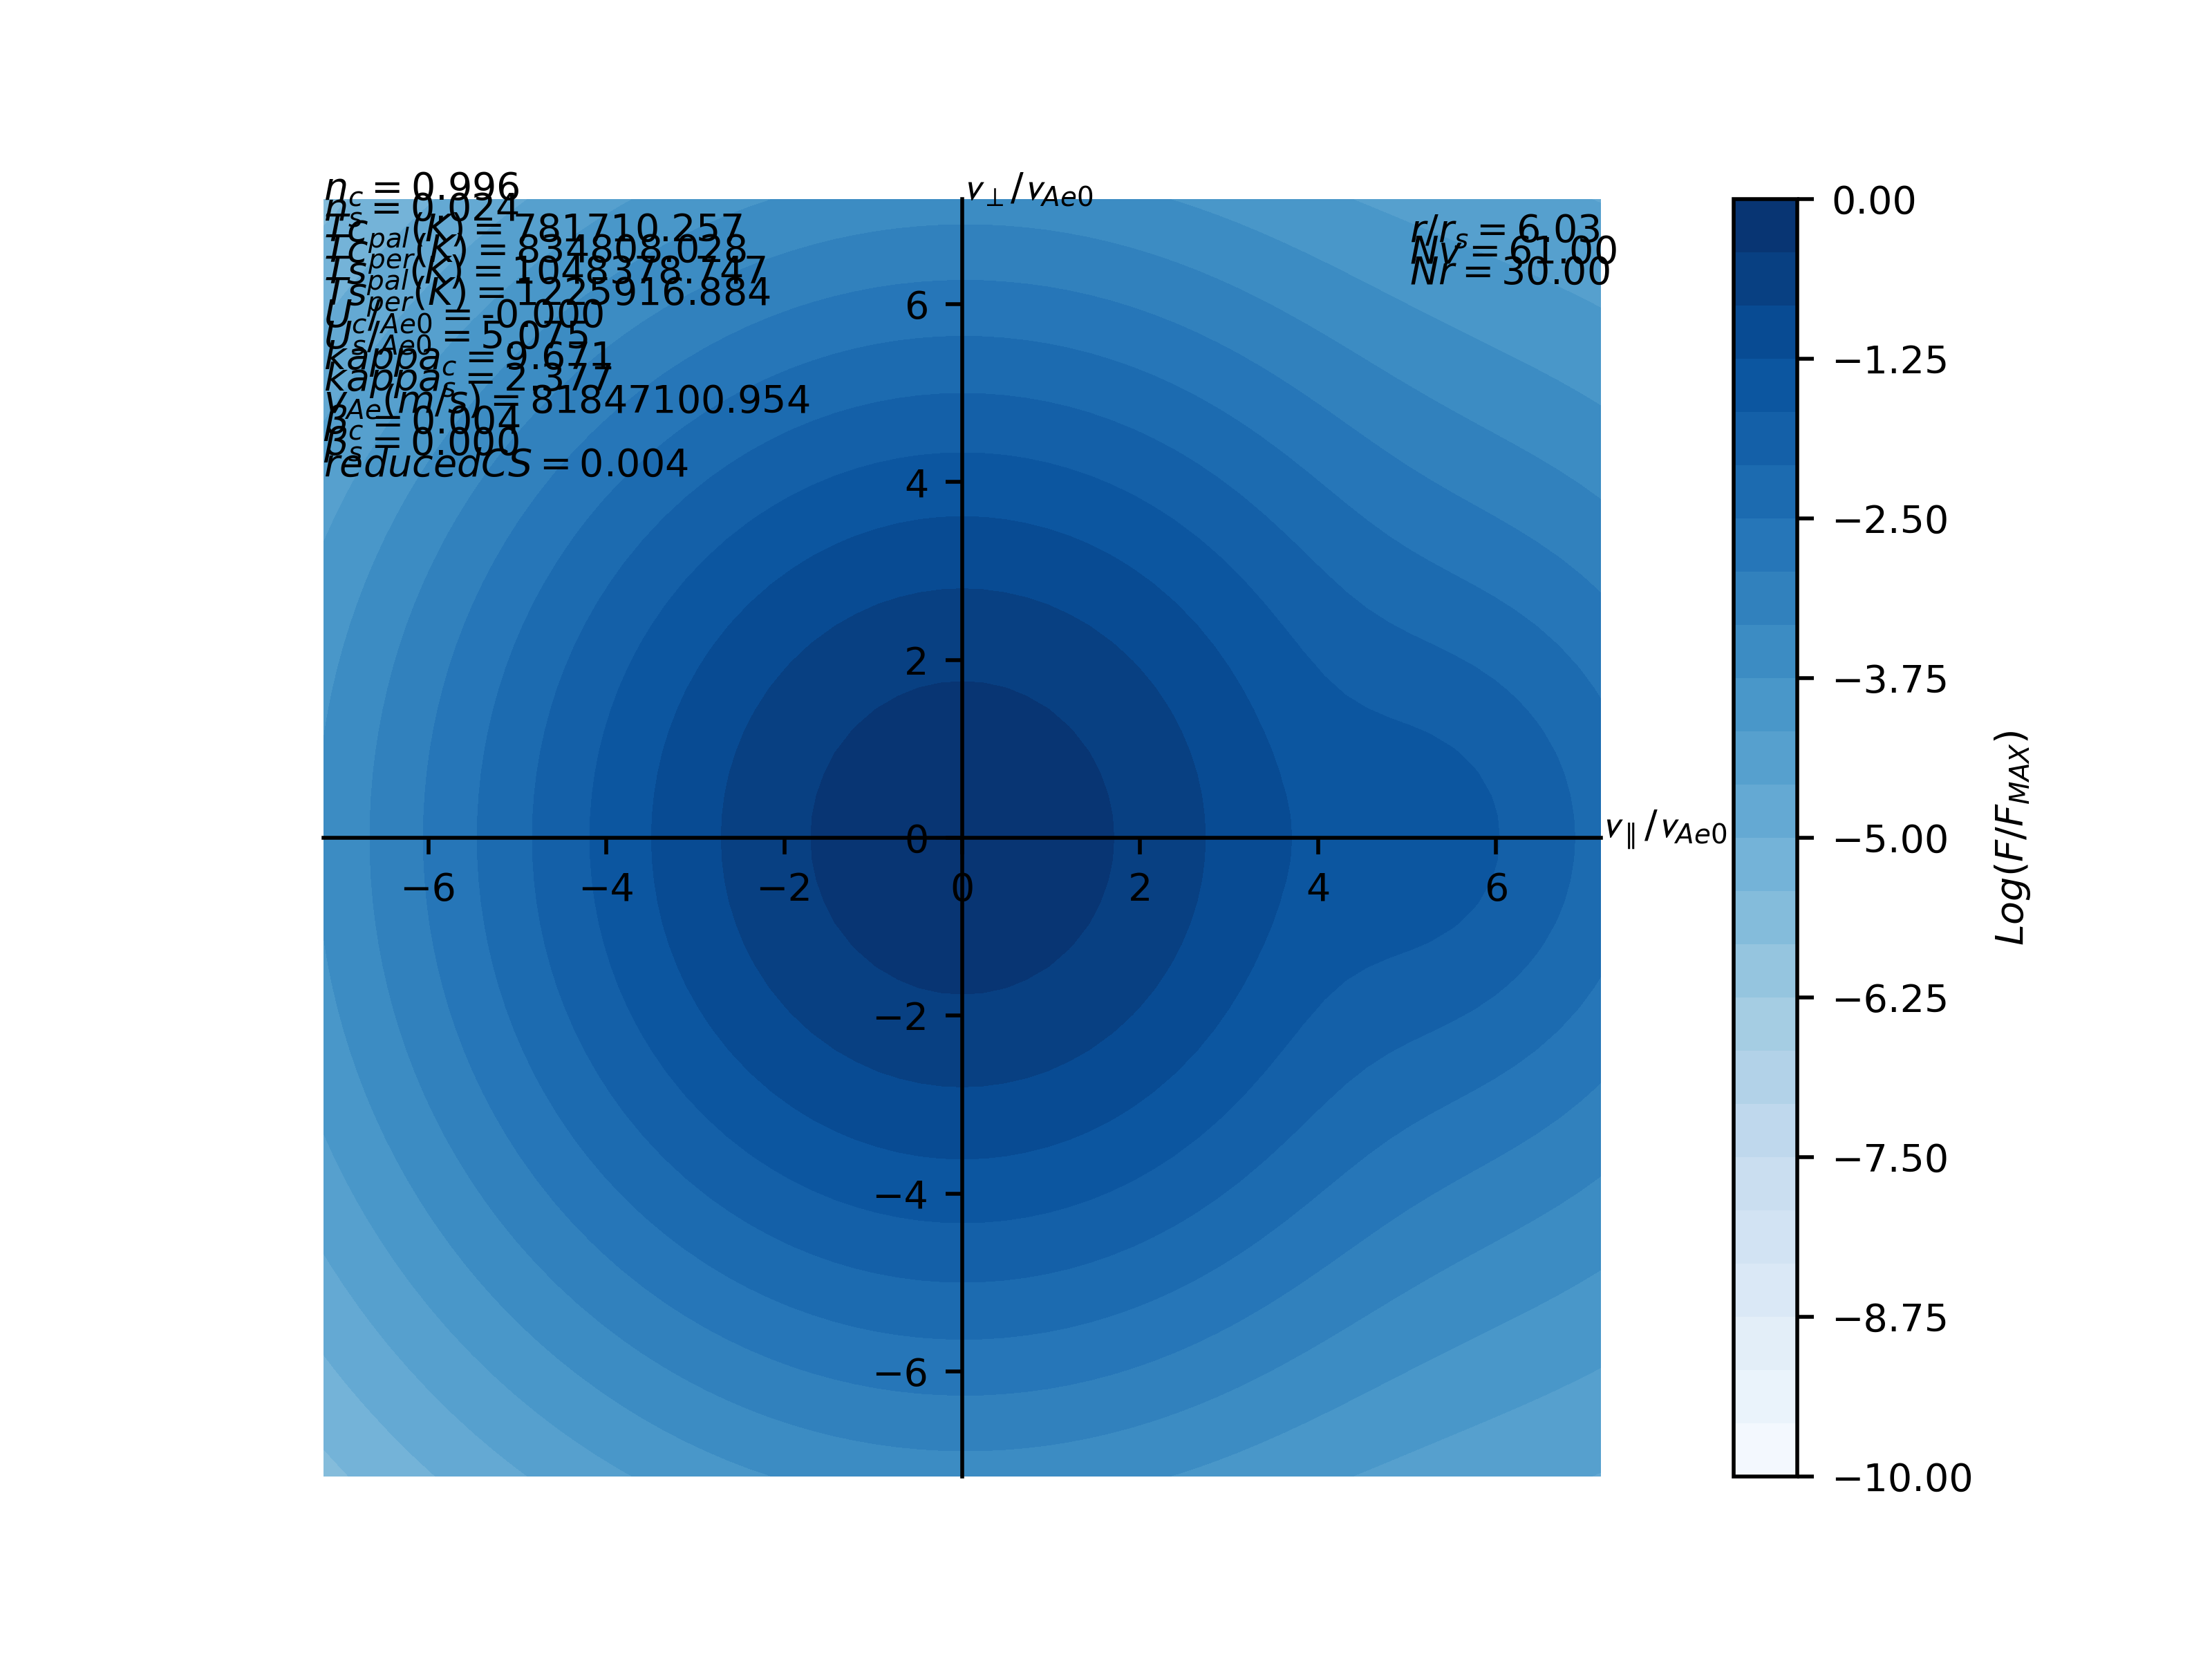 n_c = 0.996
n_s = 0.024
Tc_pal(K) = 781710.257
Tc_per(K) = 834808.028
Ts_pal(K) = 1048378.747
Ts_per(K) = 1225916.884
U_c/Ae0 = -0.000
U_s/Ae0 = 5.075
kappa_c = 9.671
kappa_s = 2.377
v_Ae(m/s) = 81847100.954
β_c = 0.004
β_s = 0.000
reducedCS = 0.004
v_⊥/v_Ae0
r/r_s = 6.03
Nv = 61.00
Nr = 30.00
6
4
2
0
−2
−4
−6
−6 −4 −2 0 2 4 6
v_∥/v_Ae0
0.00
−1.25
−2.50
−3.75
−5.00
−6.25
−7.50
−8.75
−10.00
Log(F/F_MAX)